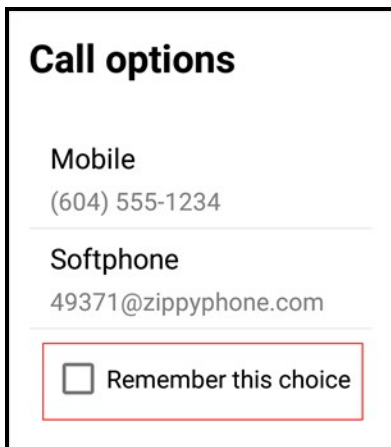 Call options
Mobile
(604) 555-1234
Softphone
49371@zippyphone.com
Remember this choice